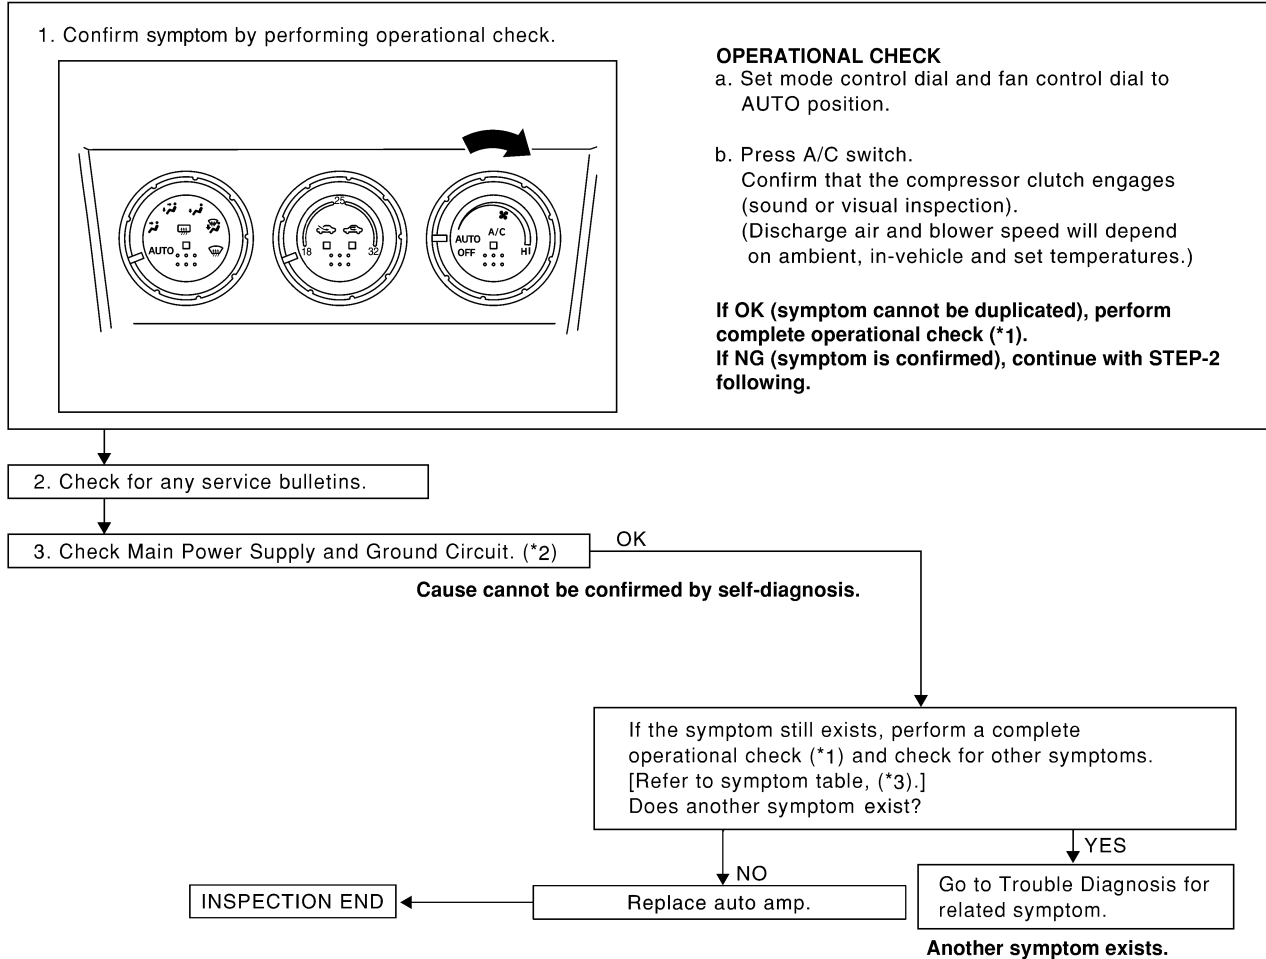 1. Confirm symptom by performing operational check.
25
18
32
AUTO
AUTO
OFF
A/C
HI
OPERATIONAL CHECK
a. Set mode control dial and fan control dial to
AUTO position.
b. Press A/C switch.
Confirm that the compressor clutch engages
(sound or visual inspection).
(Discharge air and blower speed will depend
on ambient, in-vehicle and set temperatures.)
If OK (symptom cannot be duplicated), perform
complete operational check (*1).
If NG (symptom is confirmed), continue with STEP-2
following.
2. Check for any service bulletins.
3. Check Main Power Supply and Ground Circuit. (*2)
OK
Cause cannot be confirmed by self-diagnosis.
If the symptom still exists, perform a complete
operational check (*1) and check for other symptoms.
[Refer to symptom table, (*3).]
Does another symptom exist?
YES
NO
INSPECTION END
Replace auto amp.
Go to Trouble Diagnosis for
related symptom.
Another symptom exists.